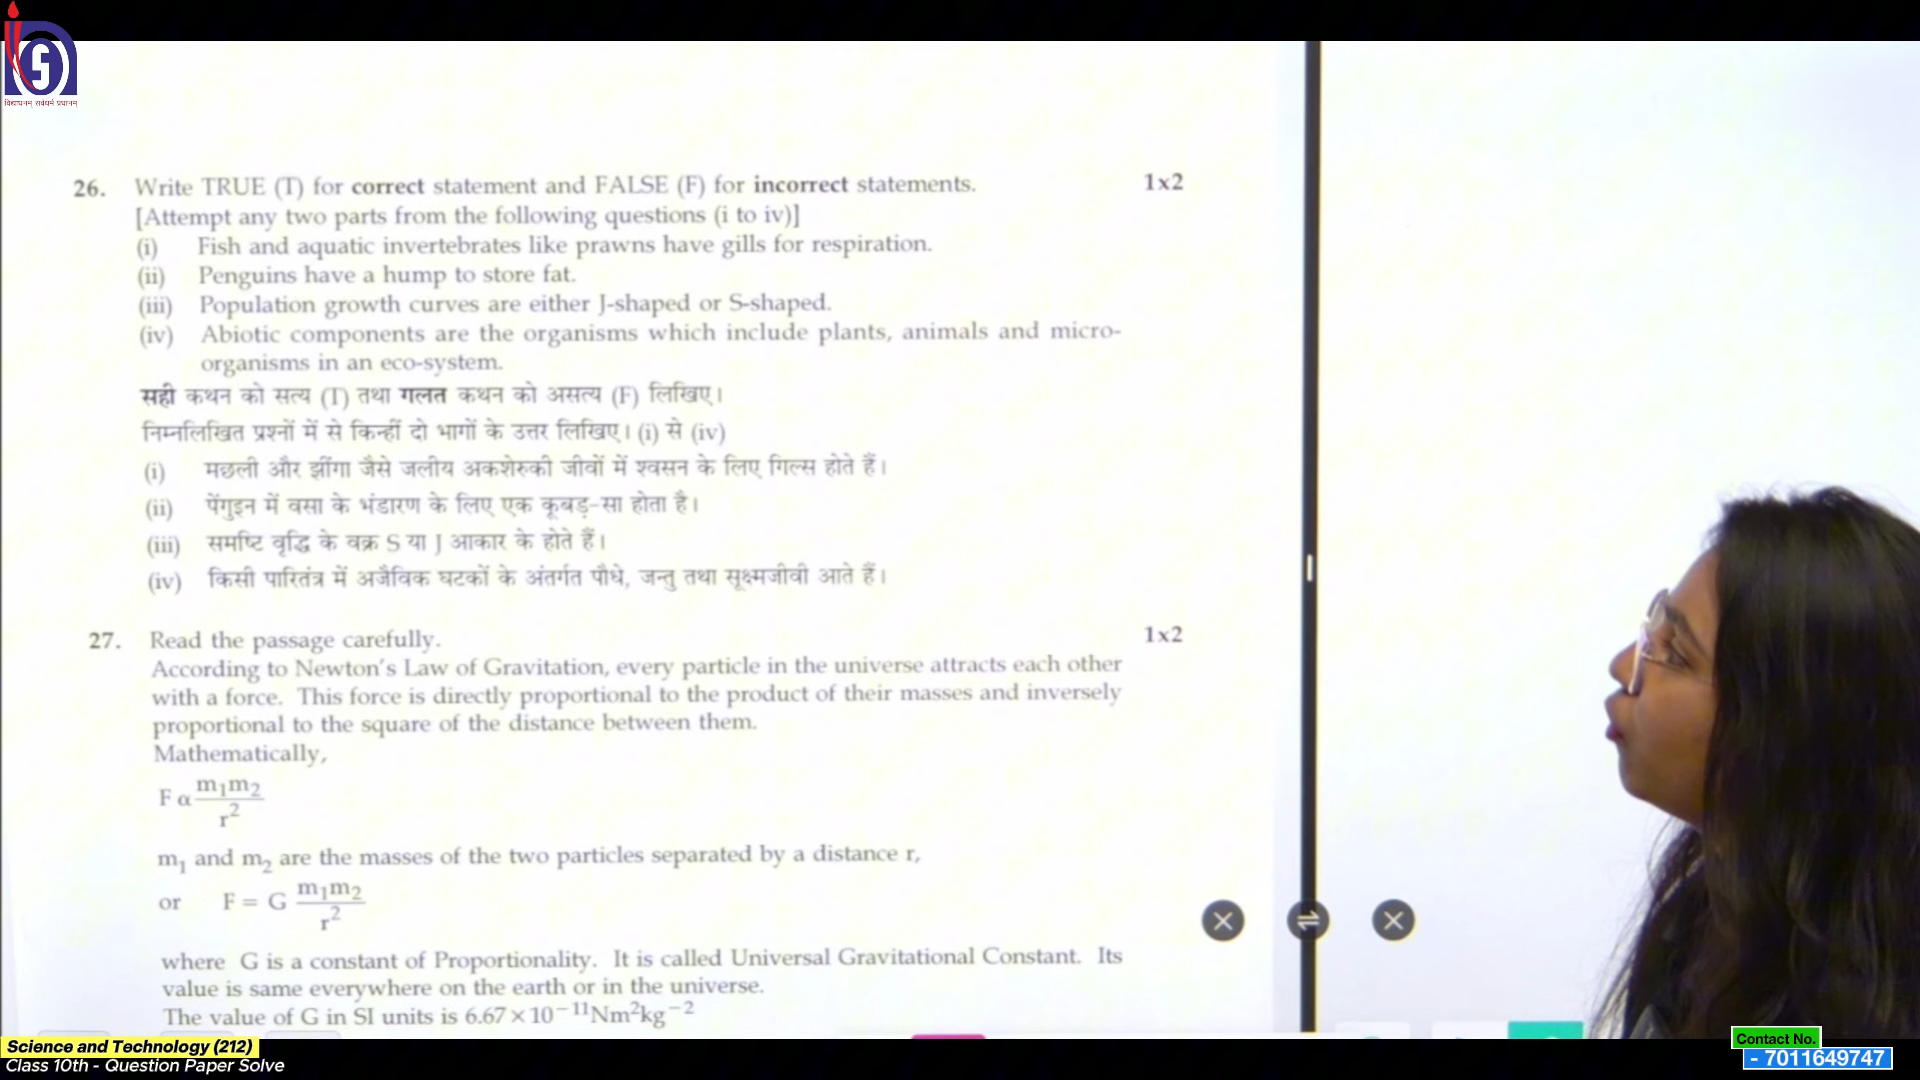 विद्याधनम् सर्वधर्म प्रधानम्
26. Write TRUE (T) for correct statement and FALSE (F) for incorrect statements. 1x2
[Attempt any two parts from the following questions (i to iv)]
(i) Fish and aquatic invertebrates like prawns have gills for respiration.
(ii) Penguins have a hump to store fat.
(iii) Population growth curves are either J-shaped or S-shaped.
(iv) Abiotic components are the organisms which include plants, animals and micro-
organisms in an eco-system.
सही कथन को सत्य (T) तथा गलत कथन को असत्य (F) लिखिए।
निम्नलिखित प्रश्नों में से किन्हीं दो भागों के उत्तर लिखिए। (i) से (iv)
(i) मछली और झींगा जैसे जलीय अकशेरुकी जीवों में श्वसन के लिए गिल्स होते हैं।
(ii) पेंगुइन में वसा के भंडारण के लिए एक कूबड़-सा होता है।
(iii) समष्टि वृद्धि के वक्र S या J आकार के होते हैं।
(iv) किसी पारितंत्र में अजैविक घटकों के अंतर्गत पौधे, जन्तु तथा सूक्ष्मजीवी आते हैं।
27. Read the passage carefully. 1x2
According to Newton's Law of Gravitation, every particle in the universe attracts each other
with a force. This force is directly proportional to the product of their masses and inversely
proportional to the square of the distance between them.
Mathematically,
F α m₁m₂ / r²
m₁ and m₂ are the masses of the two particles separated by a distance r,
or F = G m₁m₂ / r²
where G is a constant of Proportionality. It is called Universal Gravitational Constant. Its
value is same everywhere on the earth or in the universe.
The value of G in SI units is 6.67×10⁻¹¹Nm²kg⁻²
Science and Technology (212)
Class 10th - Question Paper Solve
Contact No.
- 7011649747